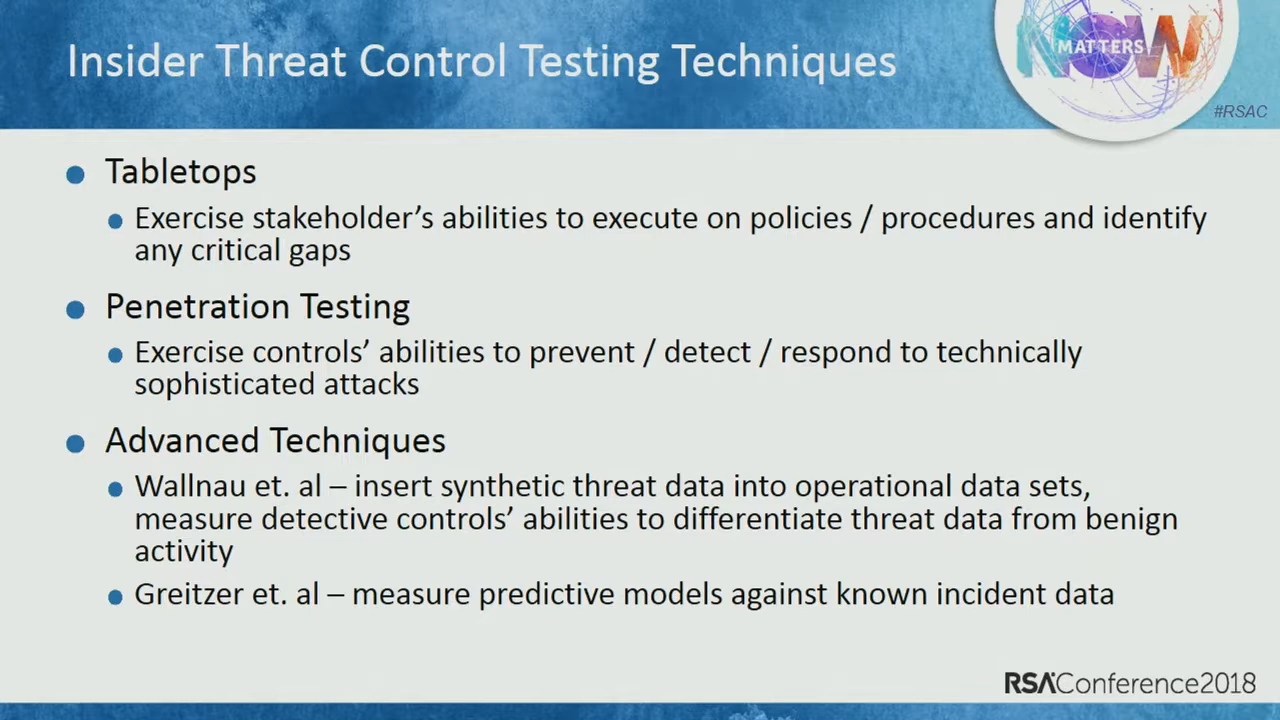 Insider Threat Control Testing Techniques
NOW
MATTERS
#RSAC
Tabletops
Exercise stakeholder’s abilities to execute on policies / procedures and identify
any critical gaps
Penetration Testing
Exercise controls’ abilities to prevent / detect / respond to technically
sophisticated attacks
Advanced Techniques
Wallnau et. al – insert synthetic threat data into operational data sets,
measure detective controls’ abilities to differentiate threat data from benign
activity
Greitzer et. al – measure predictive models against known incident data
RSAConference2018